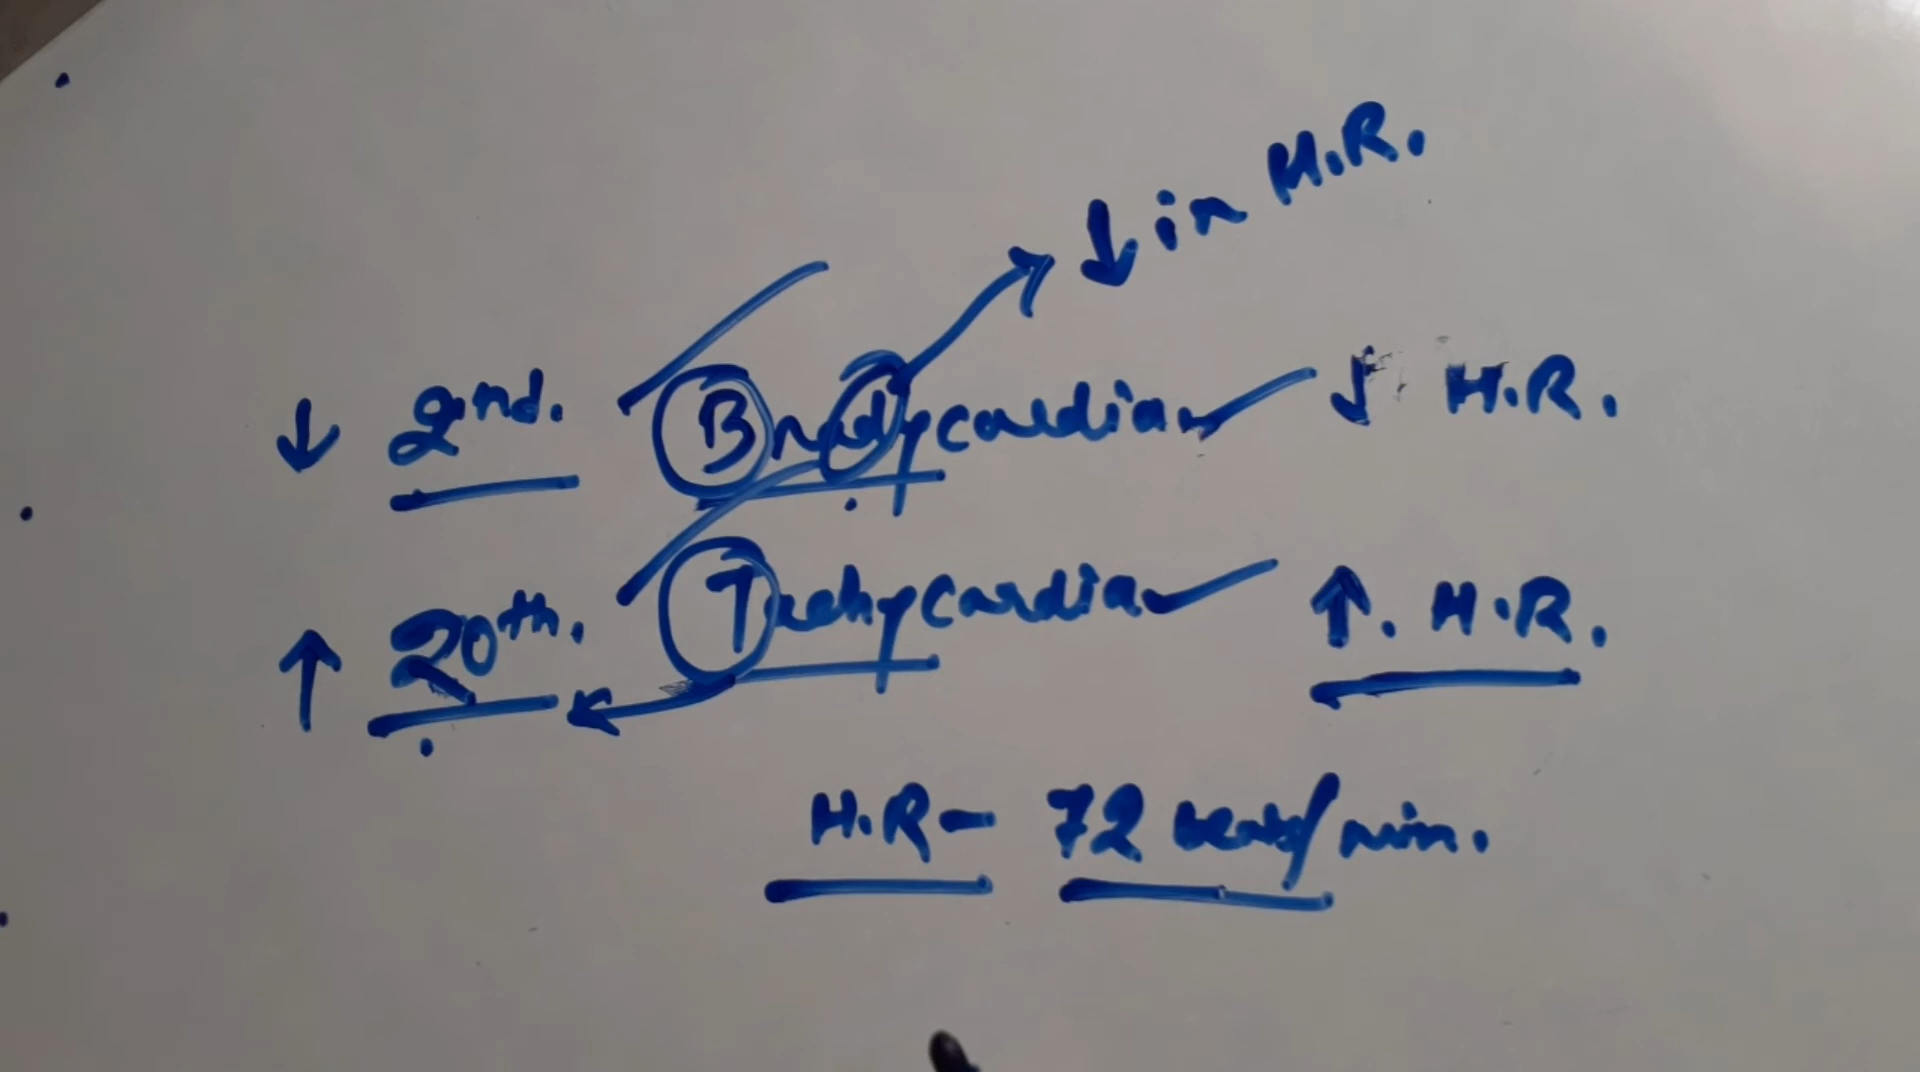 ↓ in H.R.
↓ 2nd. Bradycardia ↓ H.R.
↑ 20th. Tachycardia ↑. H.R.
H.R - 72 beats/min.